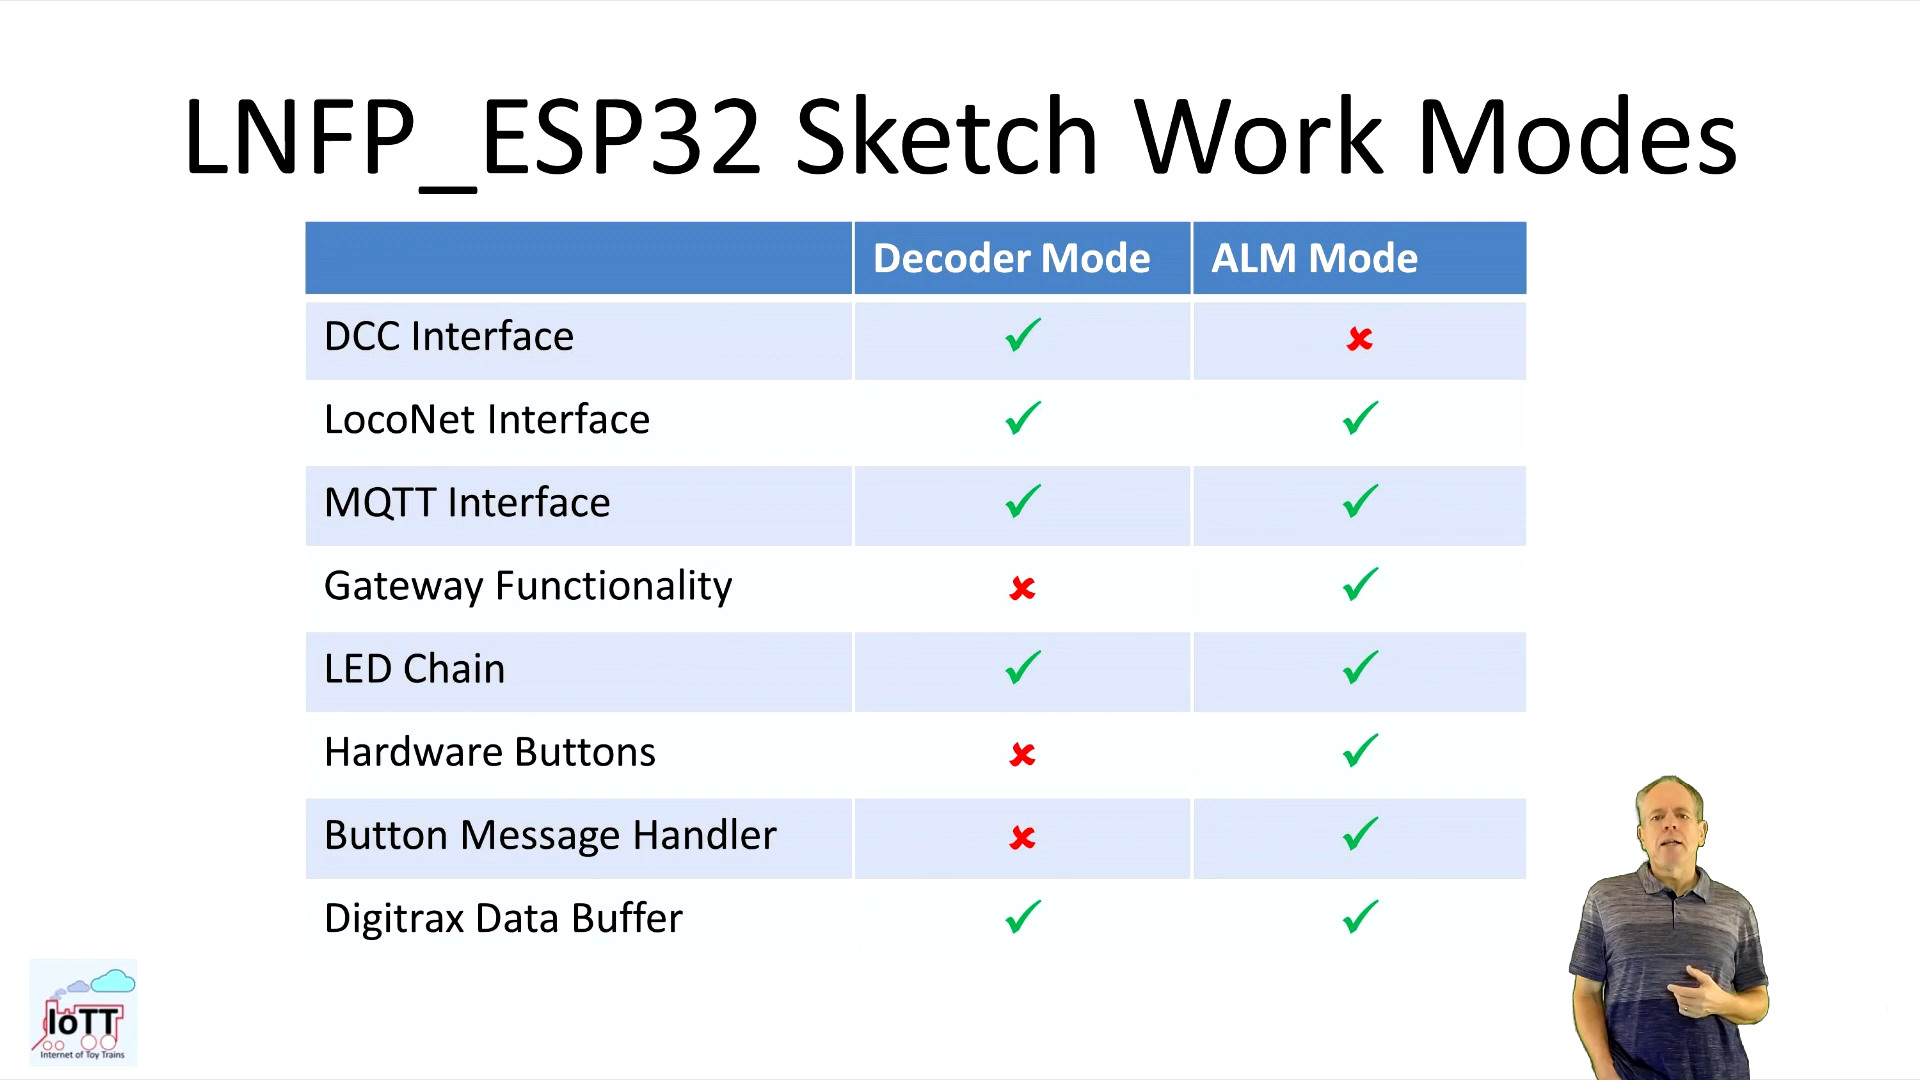 LNFP_ESP32 Sketch Work Modes
Decoder Mode ALM Mode
DCC Interface ✓ ✘
LocoNet Interface ✓ ✓
MQTT Interface ✓ ✓
Gateway Functionality ✘ ✓
LED Chain ✓ ✓
Hardware Buttons ✘ ✓
Button Message Handler ✘ ✓
Digitrax Data Buffer ✓ ✓
IoTT
Internet of Toy Trains